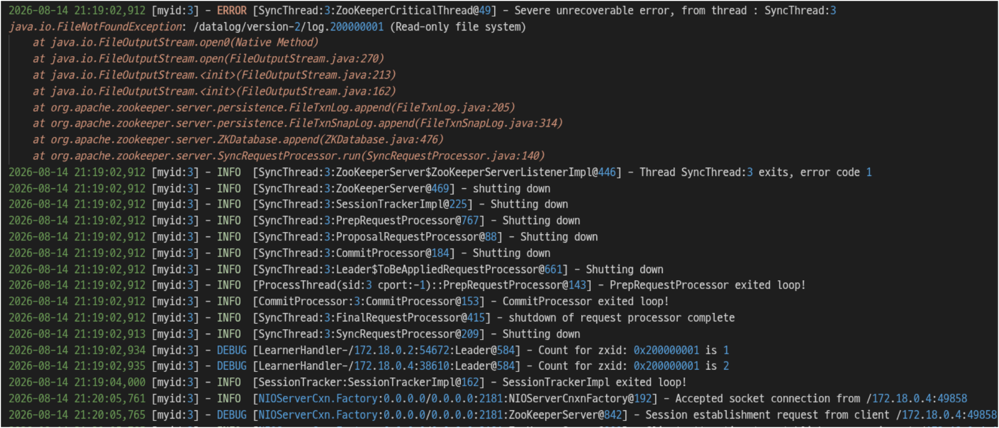 2026-08-14 21:19:02,912 [myid:3] - ERROR [SyncThread:3:ZooKeeperCriticalThread@49] - Severe unrecoverable error, from thread : SyncThread:3
java.io.FileNotFoundException: /datalog/version-2/log.200000001 (Read-only file system)
at java.io.FileOutputStream.open0(Native Method)
at java.io.FileOutputStream.open(FileOutputStream.java:270)
at java.io.FileOutputStream.<init>(FileOutputStream.java:213)
at java.io.FileOutputStream.<init>(FileOutputStream.java:162)
at org.apache.zookeeper.server.persistence.FileTxnLog.append(FileTxnLog.java:205)
at org.apache.zookeeper.server.persistence.FileTxnSnapLog.append(FileTxnSnapLog.java:314)
at org.apache.zookeeper.server.ZKDatabase.append(ZKDatabase.java:476)
at org.apache.zookeeper.server.SyncRequestProcessor.run(SyncRequestProcessor.java:140)
2026-08-14 21:19:02,912 [myid:3] - INFO [SyncThread:3:ZooKeeperServer$ZooKeeperServerListenerImpl@446] - Thread SyncThread:3 exits, error code 1
2026-08-14 21:19:02,912 [myid:3] - INFO [SyncThread:3:ZooKeeperServer@469] - shutting down
2026-08-14 21:19:02,912 [myid:3] - INFO [SyncThread:3:SessionTrackerImpl@225] - Shutting down
2026-08-14 21:19:02,912 [myid:3] - INFO [SyncThread:3:PrepRequestProcessor@767] - Shutting down
2026-08-14 21:19:02,912 [myid:3] - INFO [SyncThread:3:ProposalRequestProcessor@88] - Shutting down
2026-08-14 21:19:02,912 [myid:3] - INFO [SyncThread:3:CommitProcessor@184] - Shutting down
2026-08-14 21:19:02,912 [myid:3] - INFO [SyncThread:3:Leader$ToBeAppliedRequestProcessor@661] - Shutting down
2026-08-14 21:19:02,912 [myid:3] - INFO [ProcessThread(sid:3 cport:-1)::PrepRequestProcessor@143] - PrepRequestProcessor exited loop!
2026-08-14 21:19:02,912 [myid:3] - INFO [CommitProcessor:3:CommitProcessor@153] - CommitProcessor exited loop!
2026-08-14 21:19:02,912 [myid:3] - INFO [SyncThread:3:FinalRequestProcessor@415] - shutdown of request processor complete
2026-08-14 21:19:02,913 [myid:3] - INFO [SyncThread:3:SyncRequestProcessor@209] - Shutting down
2026-08-14 21:19:02,934 [myid:3] - DEBUG [LearnerHandler-/172.18.0.2:54672:Leader@584] - Count for zxid: 0x200000001 is 1
2026-08-14 21:19:02,935 [myid:3] - DEBUG [LearnerHandler-/172.18.0.4:38610:Leader@584] - Count for zxid: 0x200000001 is 2
2026-08-14 21:19:04,000 [myid:3] - INFO [SessionTracker:SessionTrackerImpl@162] - SessionTrackerImpl exited loop!
2026-08-14 21:20:05,761 [myid:3] - INFO [NIOServerCxn.Factory:0.0.0.0/0.0.0.0:2181:NIOServerCnxnFactory@192] - Accepted socket connection from /172.18.0.4:49858
2026-08-14 21:20:05,765 [myid:3] - DEBUG [NIOServerCxn.Factory:0.0.0.0/0.0.0.0:2181:ZooKeeperServer@842] - Session establishment request from client /172.18.0.4:49858